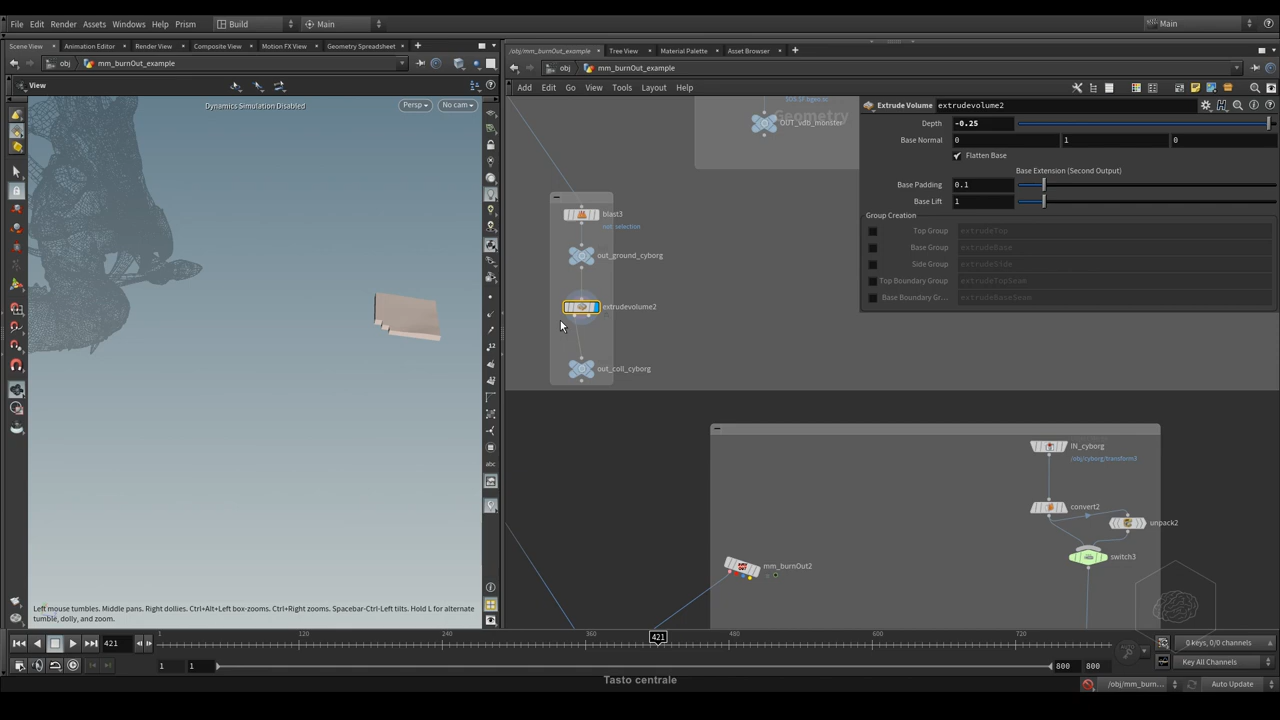 File Edit Render Assets Windows Help Prism Build Main Main
Scene View Animation Editor Render View Composite View Motion FX View Geometry Spreadsheet
/obj/mm_burnOut_example Tree View Material Palette Asset Browser
obj mm_burnOut_example
obj mm_burnOut_example
View
Add Edit Go View Tools Layout Help
Dynamics Simulation Disabled
Persp No cam
Extrude Volume extrudevolume2
Depth -0.25
Base Normal 0 1 0
Flatten Base
Base Extension (Second Output)
Base Padding 0.1
Base Lift 1
Group Creation
Top Group extrudeTop
Base Group extrudeBase
Side Group extrudeSide
Top Boundary Group extrudeTopSeam
Base Boundary Gr... extrudeBaseSeam
Geometry
OUT_vdb_monster
blast3
not selection
out_ground_cyborg
extrudevolume2
out_coll_cyborg
IN_cyborg
/obj/cyborg/transform3
convert2
unpack2
switch3
mm_burnOut2
12
abc
Left mouse tumbles. Middle pans. Right dollies. Ctrl+Alt+Left box-zooms. Ctrl+Right zooms. Spacebar-Ctrl-Left tilts. Hold L for alternate
tumble, dolly, and zoom.
421
1 120 240 360 421 480 600 720
0 keys, 0/0 channels
1 1 800 800
Key All Channels
Tasto centrale
/obj/mm_burn... Auto Update